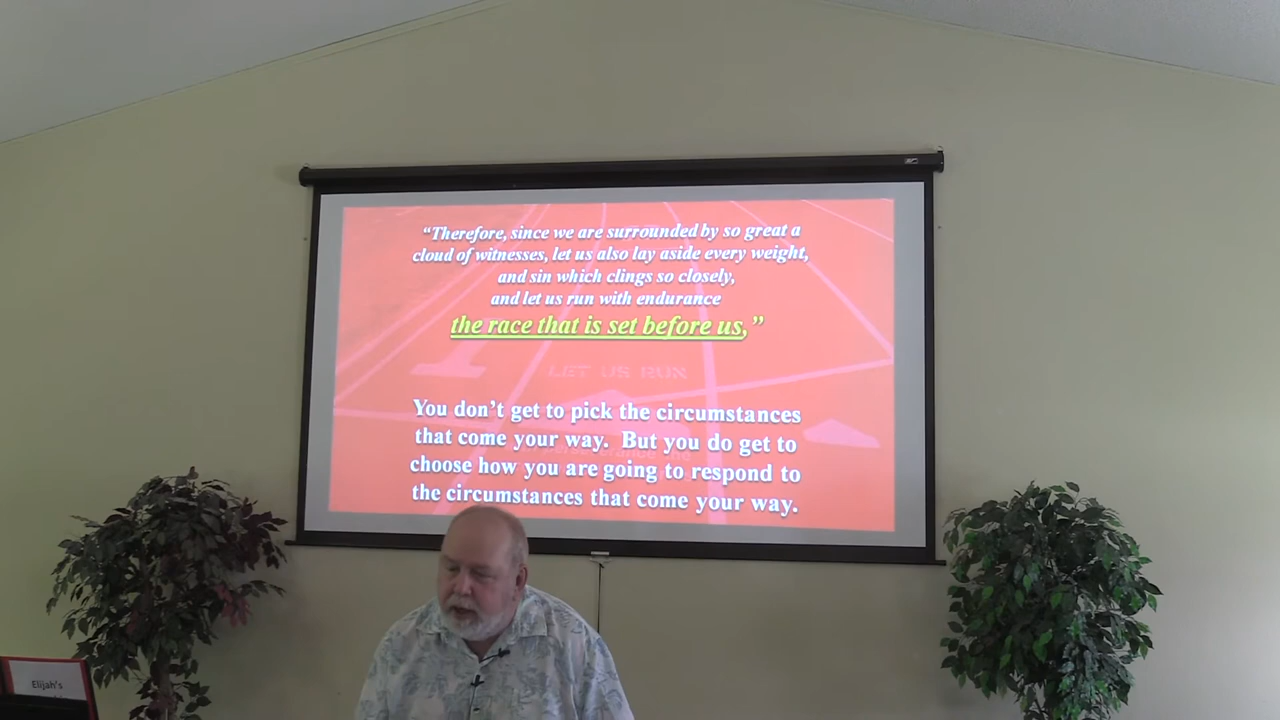 “Therefore, since we are surrounded by so great a
cloud of witnesses, let us also lay aside every weight,
and sin which clings so closely,
and let us run with endurance
the race that is set before us,”
LET US RUN
You don’t get to pick the circumstances
that come your way. But you do get to
choose how you are going to respond to
the circumstances that come your way.
Elijah's